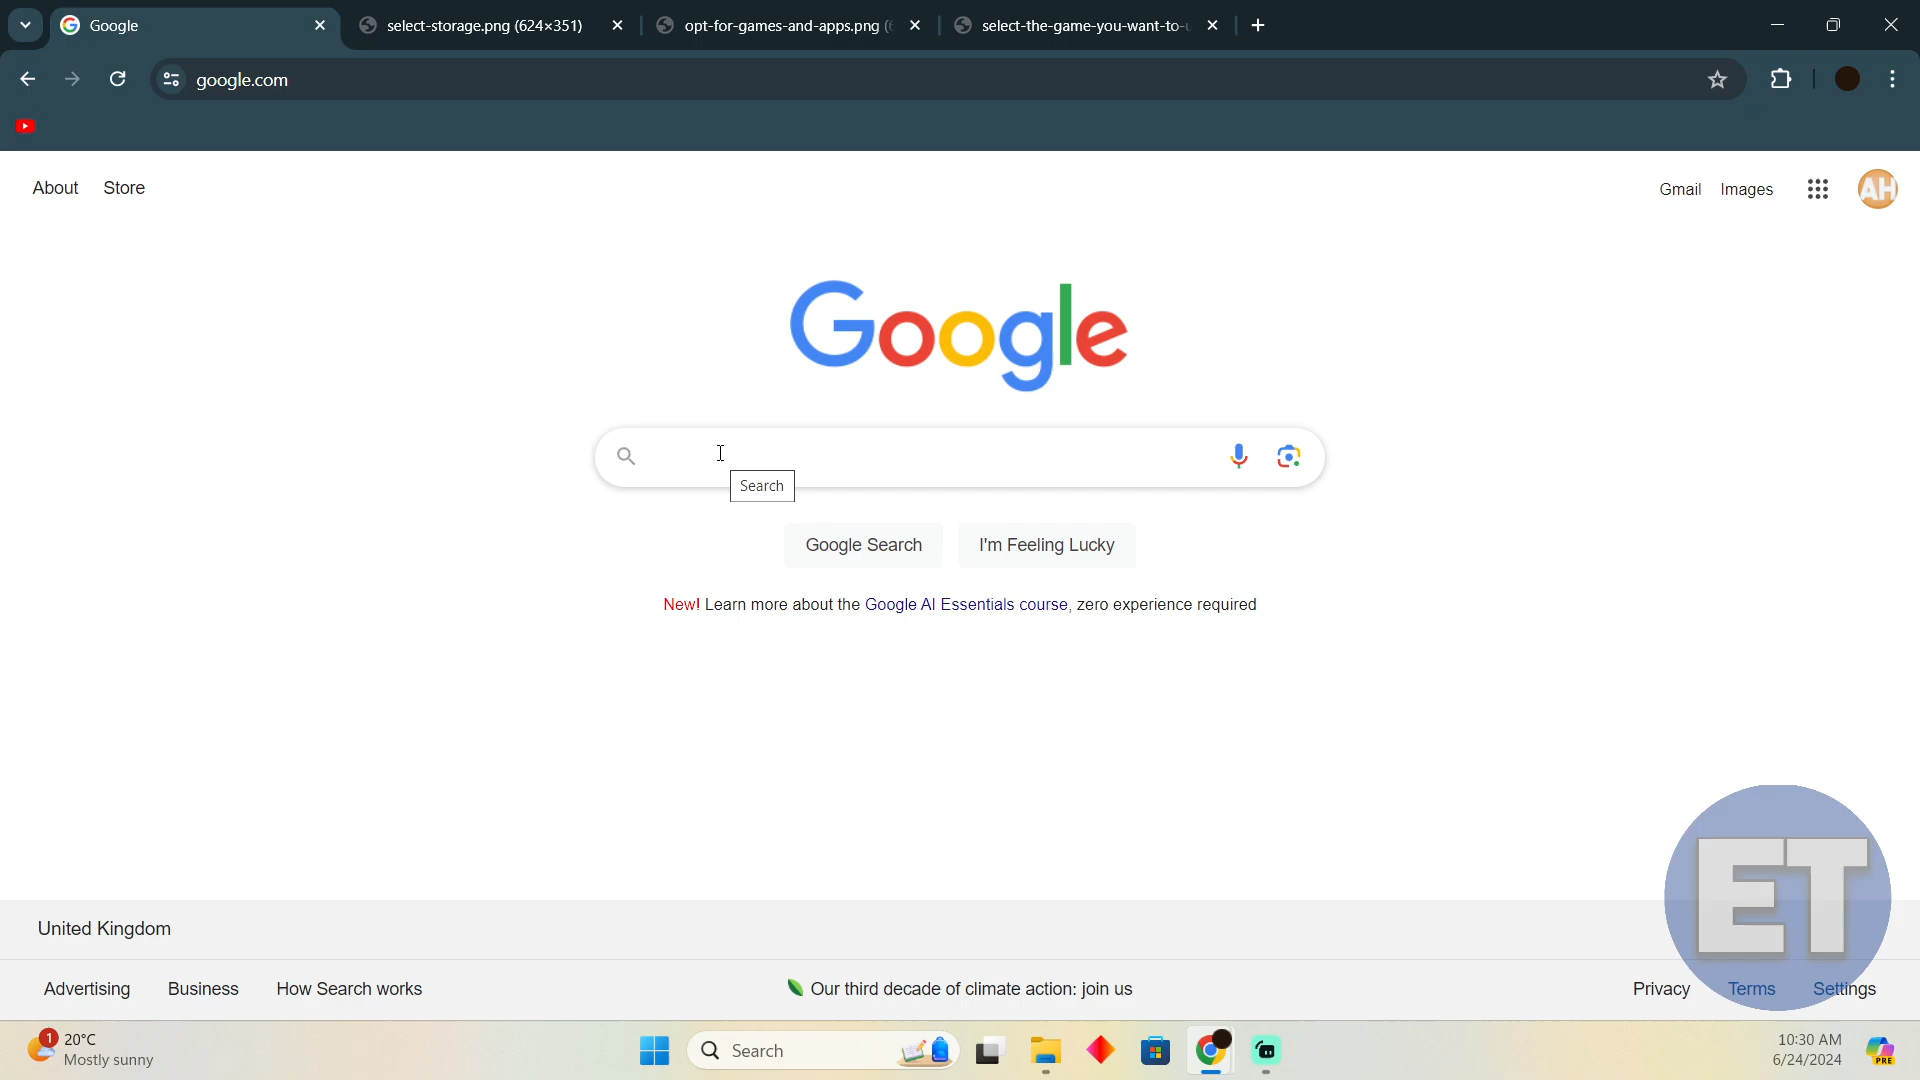 Google
select-storage.png (624×351)
opt-for-games-and-apps.png (
select-the-game-you-want-to-
google.com
About Store
Gmail Images
AH
Google
Search
Google Search I'm Feeling Lucky
New! Learn more about the Google AI Essentials course, zero experience required
ET
United Kingdom
Advertising Business How Search works
Our third decade of climate action: join us
Privacy Terms Settings
1
20°C
Mostly sunny
Search
10:30 AM
6/24/2024
PRE